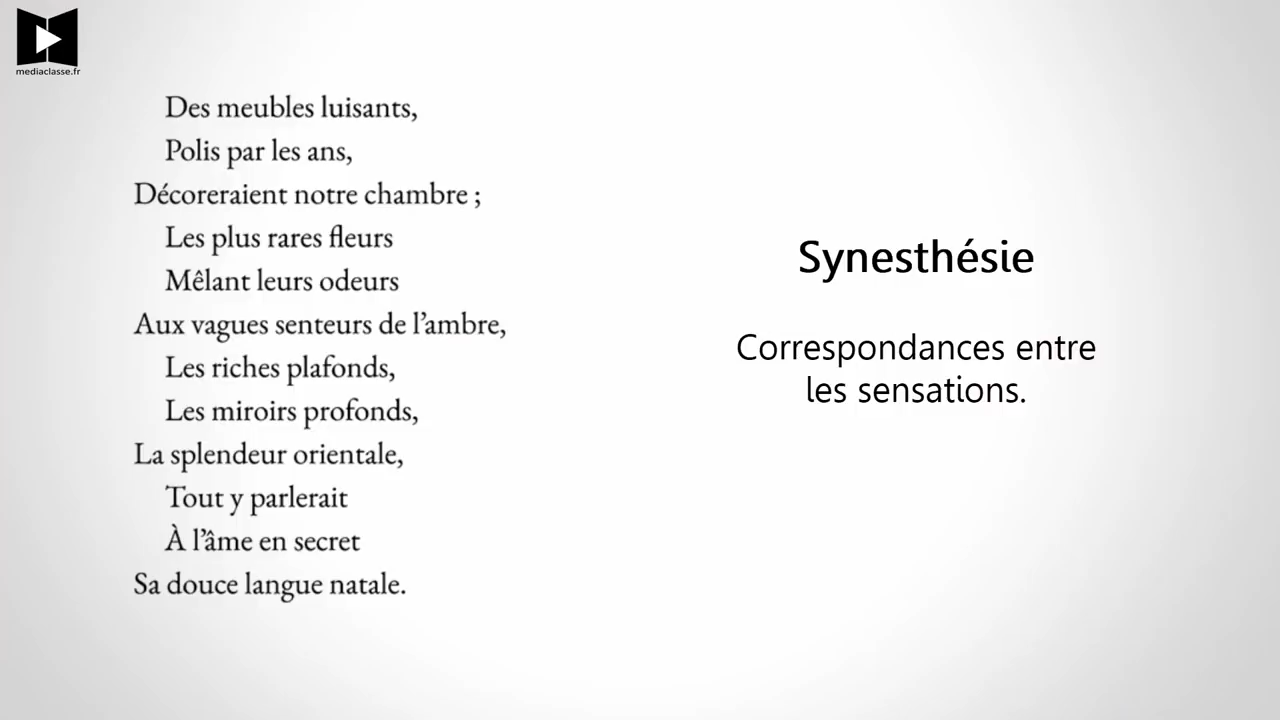 mediaclasse.fr
Des meubles luisants,
Polis par les ans,
Décoreraient notre chambre ;
Les plus rares fleurs
Mêlant leurs odeurs
Aux vagues senteurs de l’ambre,
Les riches plafonds,
Les miroirs profonds,
La splendeur orientale,
Tout y parlerait
À l’âme en secret
Sa douce langue natale.
Synesthésie
Correspondances entre
les sensations.